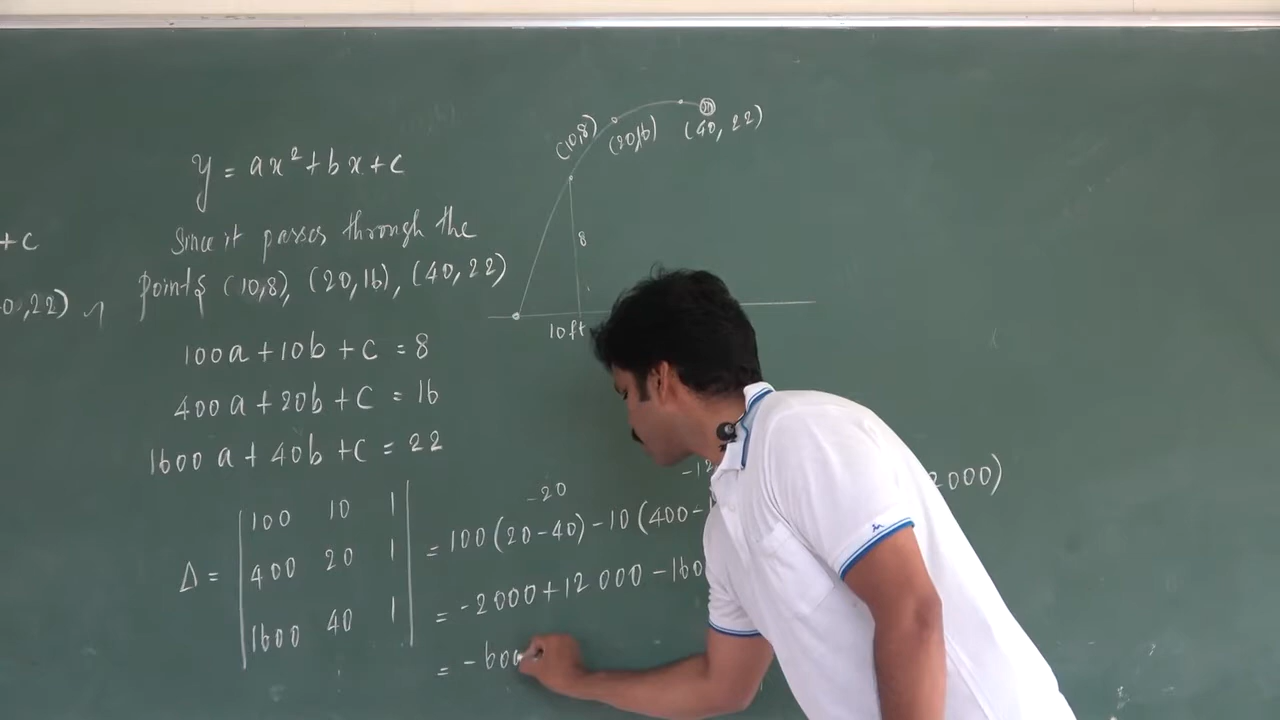 y = ax² + bx + c
Since it passes through the
points (10,8), (20,16), (40,22)
100a + 10b + c = 8
400a + 20b + c = 16
1600a + 40b + c = 22
+c
0,22)
(10,8)
(20,16)
(40, 22)
8
10ft
-20
-12
Δ = | 100 10 1 |
| 400 20 1 |
| 1600 40 1 |
= 100(20-40) - 10(400-
2000)
= -2000 + 12000 - 160
= -600